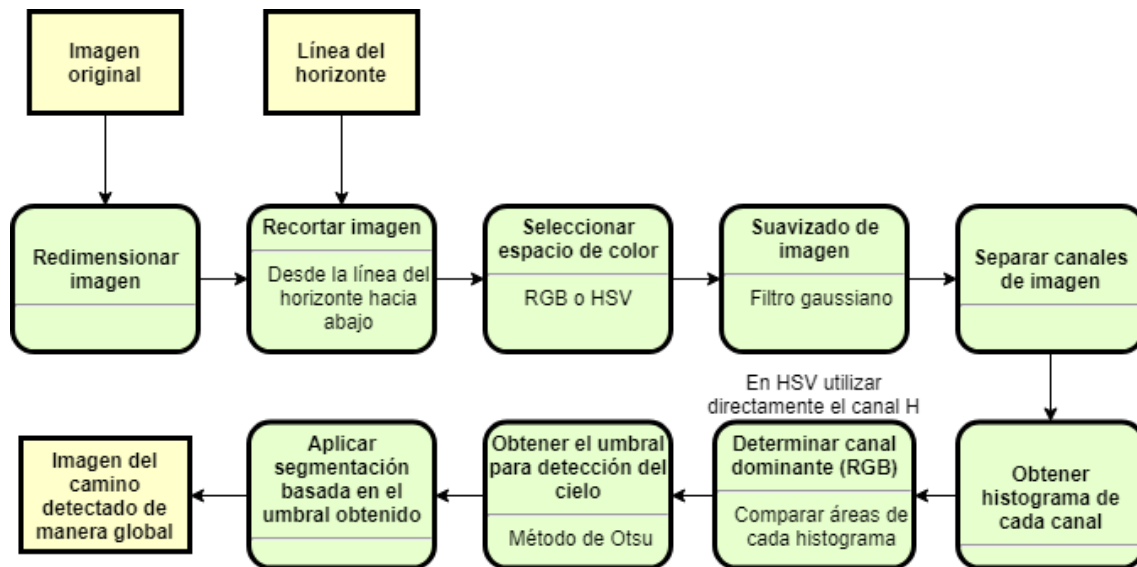 Imagen
original
Línea del
horizonte
Redimensionar
imagen
Recortar imagen
Desde la línea del
horizonte hacia
abajo
Seleccionar
espacio de color
RGB o HSV
Suavizado de
imagen
Filtro gaussiano
Separar canales
de imagen
Obtener
histograma de
cada canal
En HSV utilizar
directamente el canal H
Determinar canal
dominante (RGB)
Comparar áreas de
cada histograma
Obtener el umbral
para detección del
cielo
Método de Otsu
Aplicar
segmentación
basada en el
umbral obtenido
Imagen del
camino
detectado de
manera global